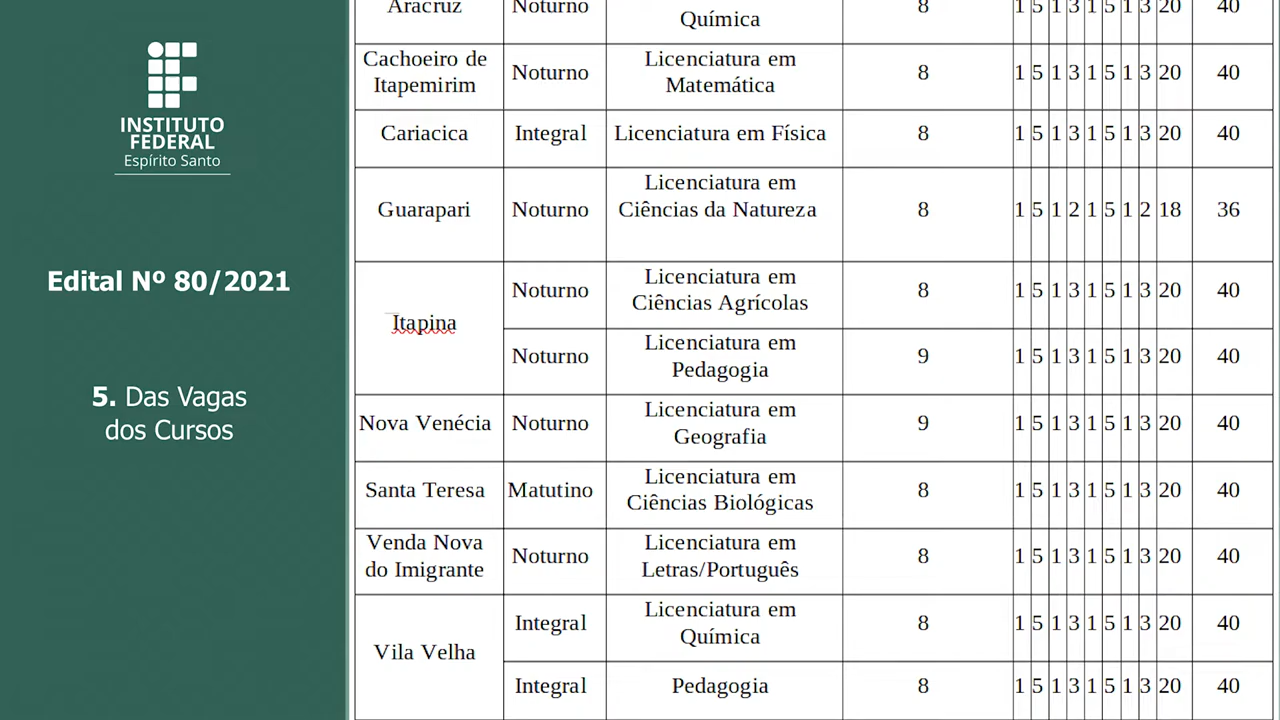 INSTITUTO
FEDERAL
Espírito Santo
Edital Nº 80/2021
5. Das Vagas
dos Cursos
Aracruz Noturno Química 8 1 5 1 3 1 5 1 3 20 40
Cachoeiro de Itapemirim Noturno Licenciatura em Matemática 8 1 5 1 3 1 5 1 3 20 40
Cariacica Integral Licenciatura em Física 8 1 5 1 3 1 5 1 3 20 40
Guarapari Noturno Licenciatura em Ciências da Natureza 8 1 5 1 2 1 5 1 2 18 36
Itapina Noturno Licenciatura em Ciências Agrícolas 8 1 5 1 3 1 5 1 3 20 40
Noturno Licenciatura em Pedagogia 9 1 5 1 3 1 5 1 3 20 40
Nova Venécia Noturno Licenciatura em Geografia 9 1 5 1 3 1 5 1 3 20 40
Santa Teresa Matutino Licenciatura em Ciências Biológicas 8 1 5 1 3 1 5 1 3 20 40
Venda Nova do Imigrante Noturno Licenciatura em Letras/Português 8 1 5 1 3 1 5 1 3 20 40
Vila Velha Integral Licenciatura em Química 8 1 5 1 3 1 5 1 3 20 40
Integral Pedagogia 8 1 5 1 3 1 5 1 3 20 40